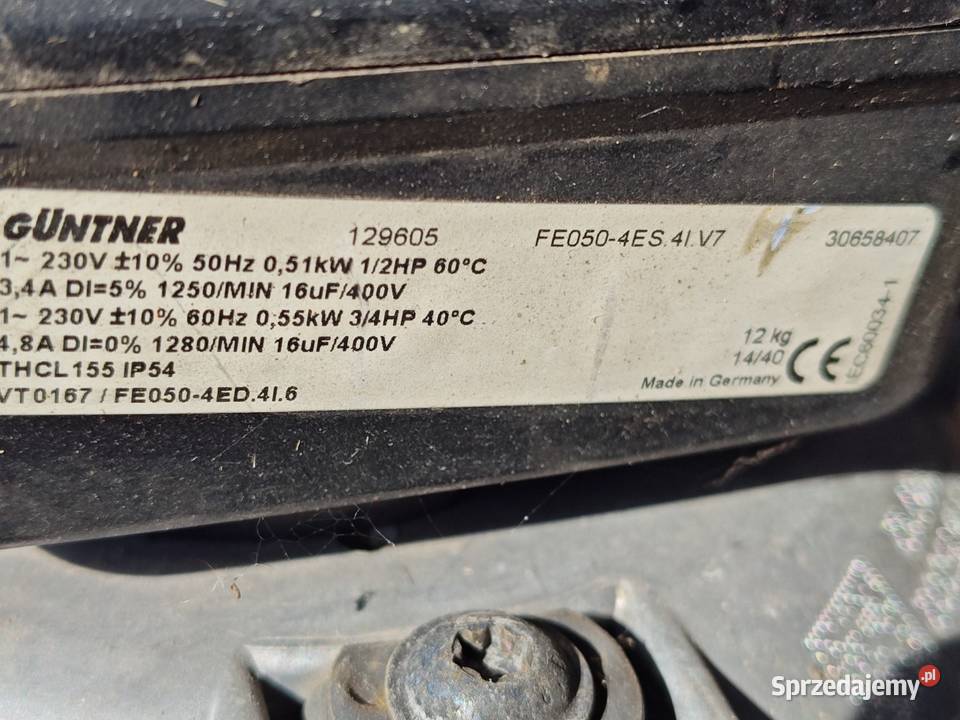 GÜNTNER 129605 FE050-4ES.4I.V7 30658407
1~ 230V ±10% 50Hz 0,51kW 1/2HP 60°C
3,4A DI=5% 1250/MIN 16uF/400V
1~ 230V ±10% 60Hz 0,55kW 3/4HP 40°C
4,8A DI=0% 1280/MIN 16uF/400V
THCL155 IP54
VT0167 / FE050-4ED.4I.6
12 kg
14/40
Made in Germany
CE
IEC60034-1
Sprzedajemy.pl